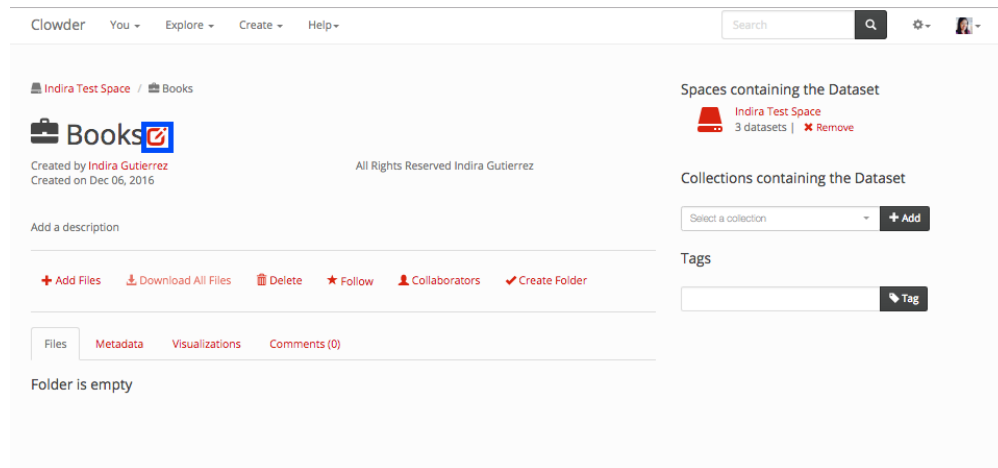 Clowder You Explore Create Help Search
Indira Test Space / Books
Books
Created by Indira Gutierrez
Created on Dec 06, 2016
All Rights Reserved Indira Gutierrez
Add a description
Add Files Download All Files Delete Follow Collaborators Create Folder
Files Metadata Visualizations Comments (0)
Folder is empty
Spaces containing the Dataset
Indira Test Space
3 datasets | Remove
Collections containing the Dataset
Select a collection Add
Tags
Tag